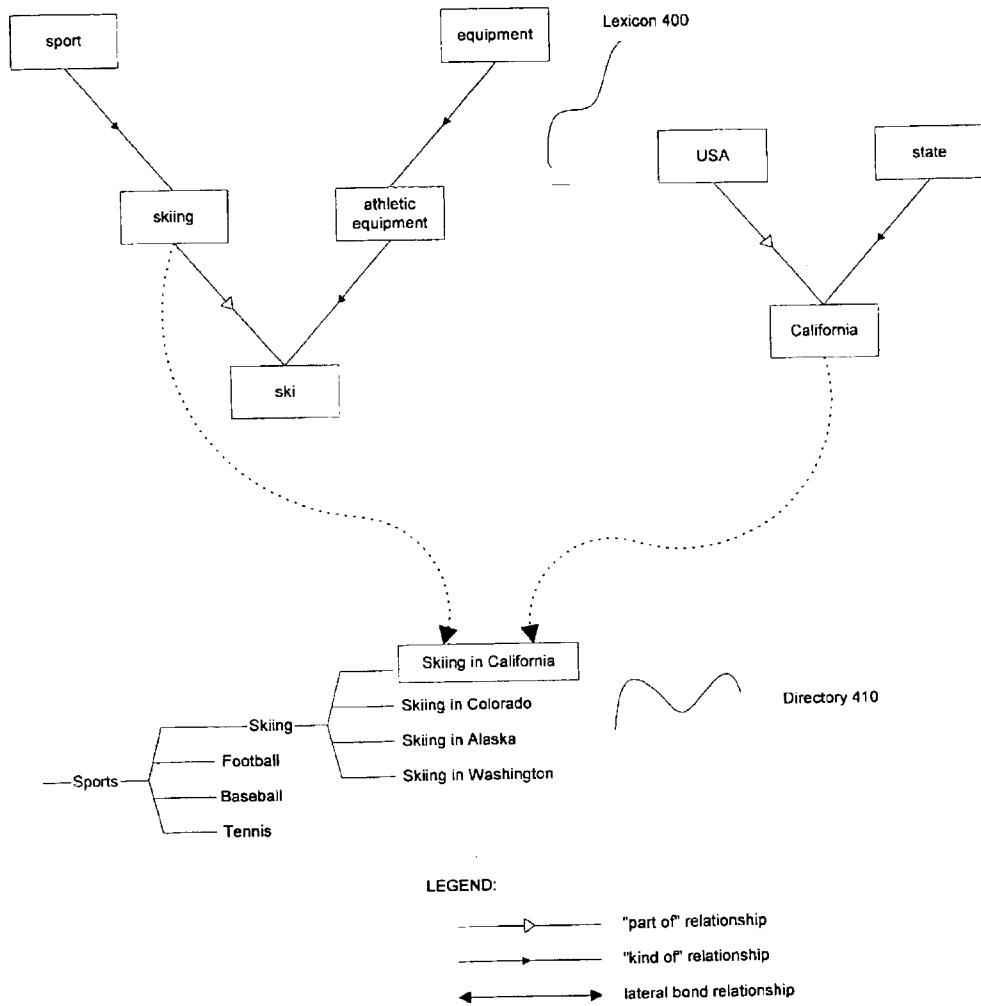 Lexicon 400
sport
equipment
USA
state
skiing
athletic
equipment
California
ski
Skiing in California
Directory 410
Skiing in Colorado
Skiing
Skiing in Alaska
Football
Skiing in Washington
Sports
Baseball
Tennis
LEGEND:
"part of" relationship
"kind of" relationship
lateral bond relationship